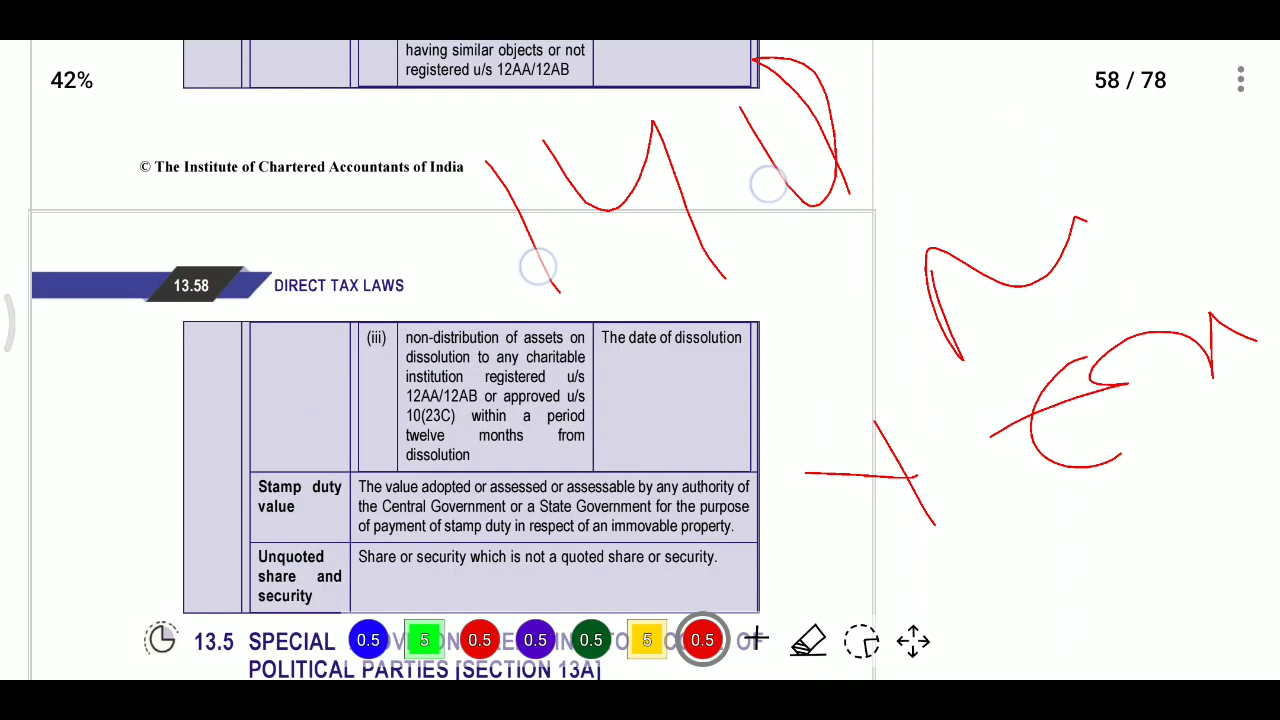 having similar objects or not
registered u/s 12AA/12AB
42%
58 / 78
© The Institute of Chartered Accountants of India
13.58 DIRECT TAX LAWS
(iii) non-distribution of assets on The date of dissolution
dissolution to any charitable
institution registered u/s
12AA/12AB or approved u/s
10(23C) within a period
twelve months from
dissolution
Stamp duty The value adopted or assessed or assessable by any authority of
value the Central Government or a State Government for the purpose
of payment of stamp duty in respect of an immovable property.
Unquoted Share or security which is not a quoted share or security.
share and
security
13.5 SPECIAL OF
0.5 5 0.5 0.5 0.5 5 0.5
POLITICAL PARTIES [SECTION 13A]